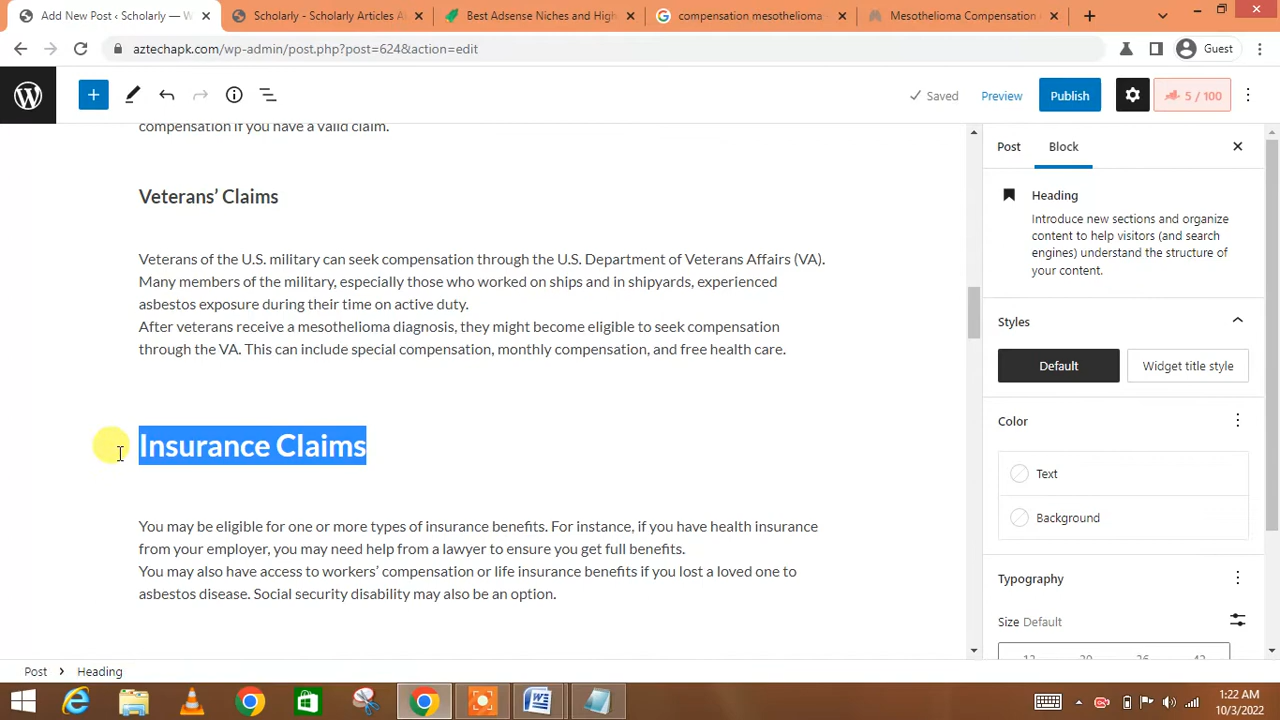 Add New Post ‹ Scholarly — W
Scholarly - Scholarly Articles A
Best Adsense Niches and High
compensation mesothelioma -
Mesothelioma Compensation
aztechapk.com/wp-admin/post.php?post=624&action=edit
Guest
Saved
Preview
Publish
5 / 100
compensation if you have a valid claim.
Veterans’ Claims
Veterans of the U.S. military can seek compensation through the U.S. Department of Veterans Affairs (VA).
Many members of the military, especially those who worked on ships and in shipyards, experienced
asbestos exposure during their time on active duty.
After veterans receive a mesothelioma diagnosis, they might become eligible to seek compensation
through the VA. This can include special compensation, monthly compensation, and free health care.
Insurance Claims
You may be eligible for one or more types of insurance benefits. For instance, if you have health insurance
from your employer, you may need help from a lawyer to ensure you get full benefits.
You may also have access to workers’ compensation or life insurance benefits if you lost a loved one to
asbestos disease. Social security disability may also be an option.
Post
Block
Heading
Introduce new sections and organize
content to help visitors (and search
engines) understand the structure of
your content.
Styles
Default
Widget title style
Color
Text
Background
Typography
Size Default
Post › Heading
1:22 AM
10/3/2022